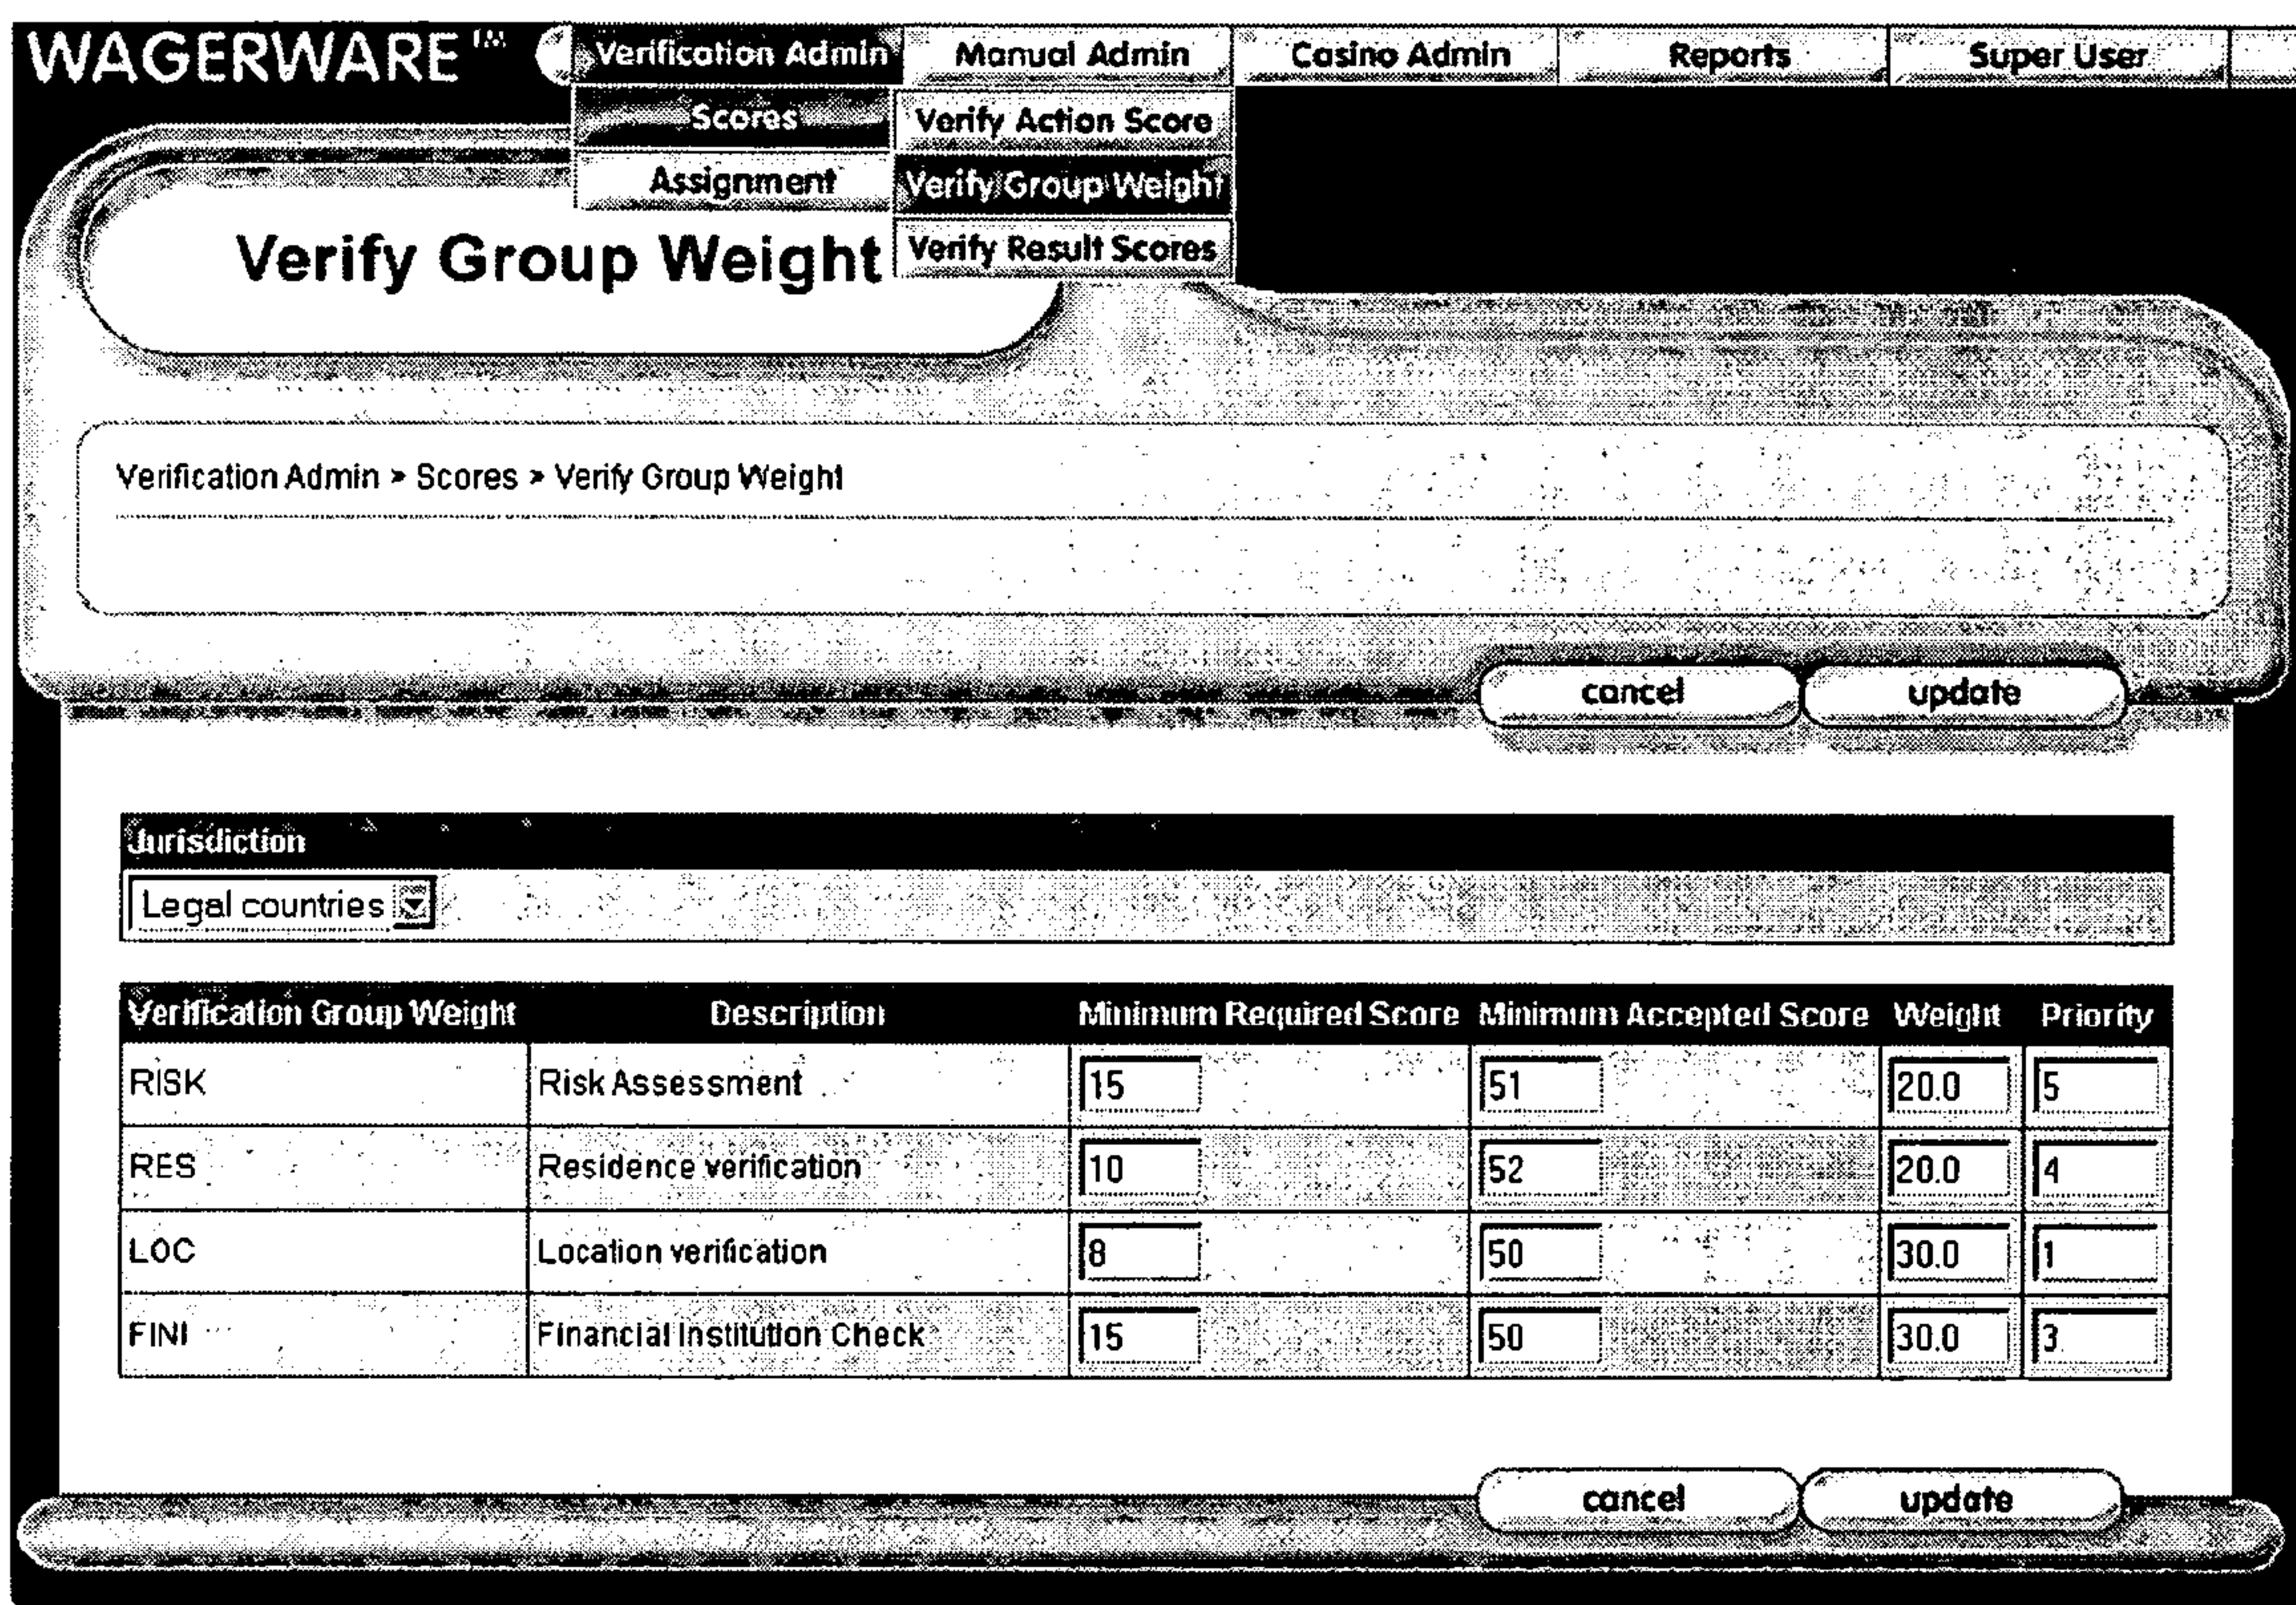 WAGERWARE™ Verification Admin Manual Admin Casino Admin Reports Super User
Scores Verify Action Score
Assignment Verify Group Weight
Verify Group Weight Verify Result Scores
Verification Admin > Scores > Verify Group Weight
cancel update
Jurisdiction
Legal countries
Verification Group Weight Description Minimum Required Score Minimum Accepted Score Weight Priority
RISK Risk Assessment 15 51 20.0 5
RES Residence verification 10 52 20.0 4
LOC Location verification 8 50 30.0 1
FINI Financial Institution Check 15 50 30.0 3
cancel update